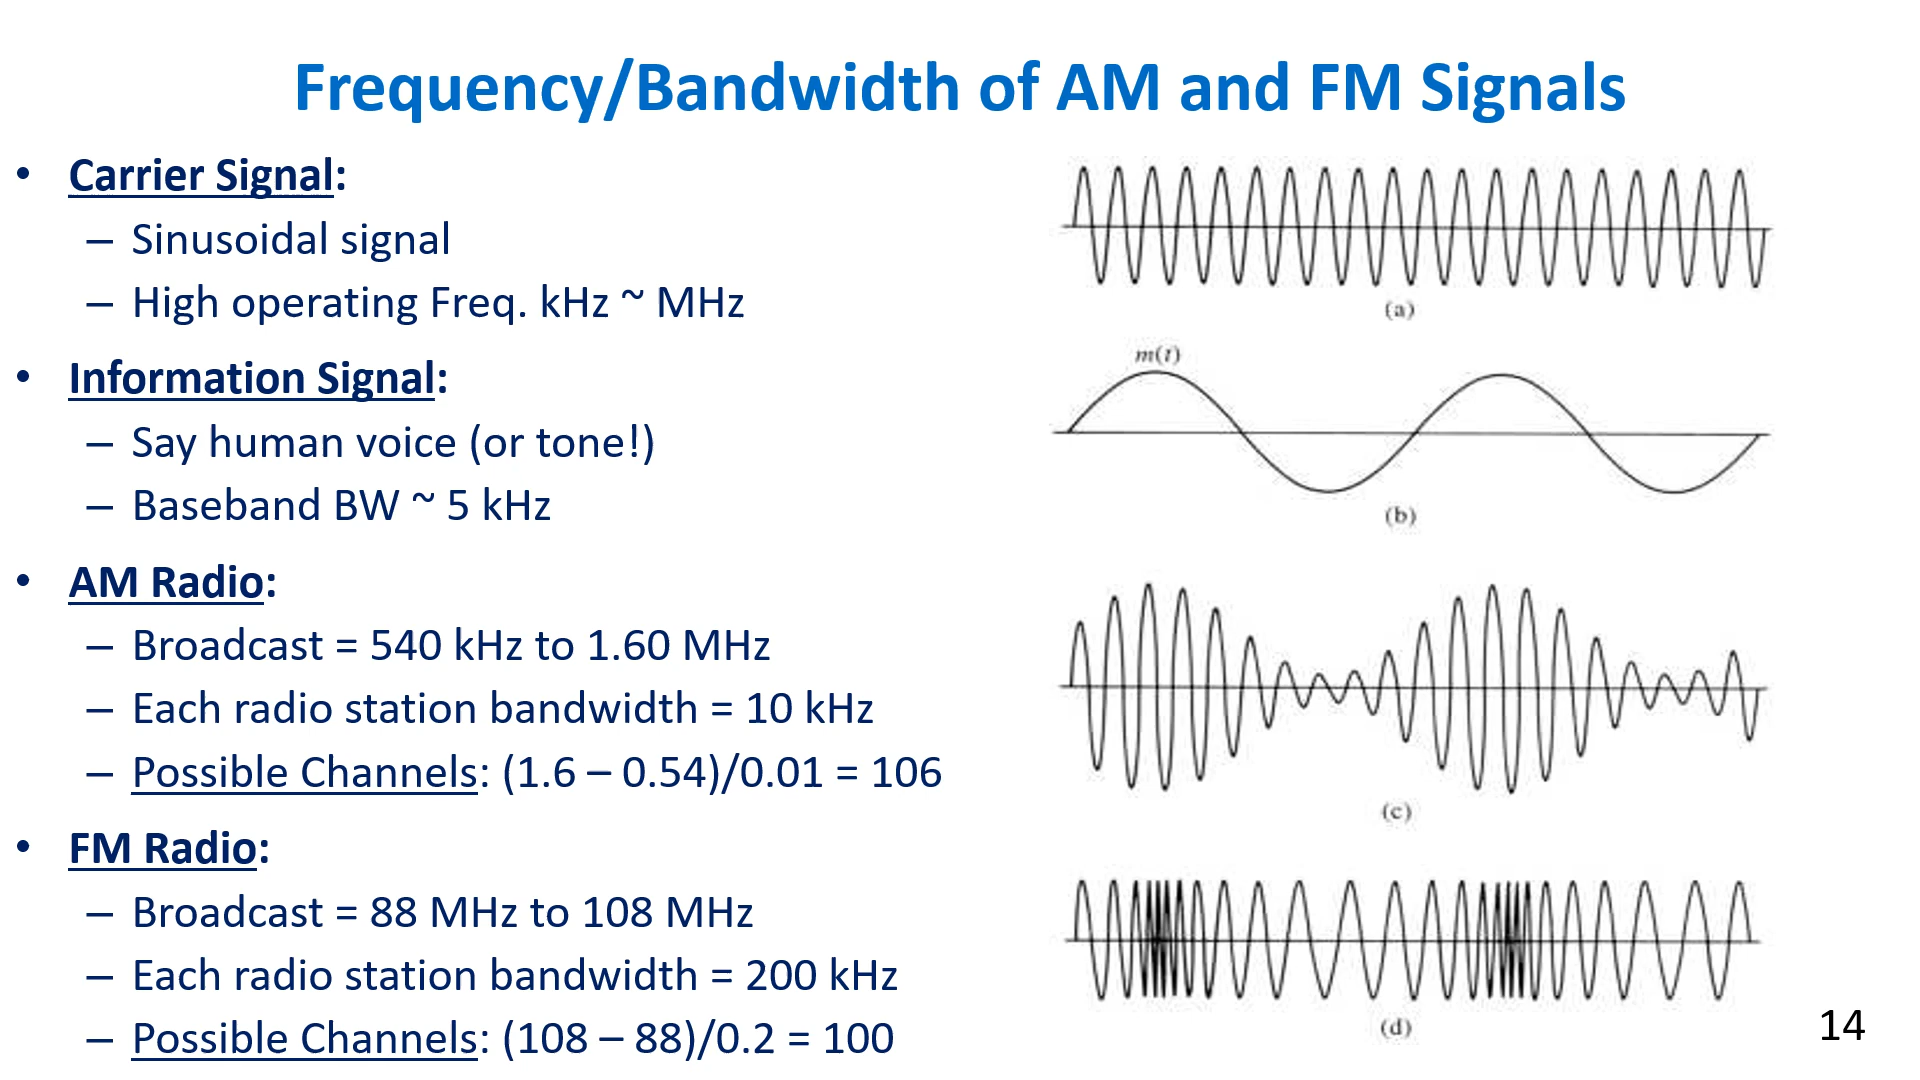 Frequency/Bandwidth of AM and FM Signals
• Carrier Signal:
– Sinusoidal signal
– High operating Freq. kHz ~ MHz
• Information Signal:
– Say human voice (or tone!)
– Baseband BW ~ 5 kHz
• AM Radio:
– Broadcast = 540 kHz to 1.60 MHz
– Each radio station bandwidth = 10 kHz
– Possible Channels: (1.6 – 0.54)/0.01 = 106
• FM Radio:
– Broadcast = 88 MHz to 108 MHz
– Each radio station bandwidth = 200 kHz
– Possible Channels: (108 – 88)/0.2 = 100
(a)
m(t)
(b)
(c)
(d)
14